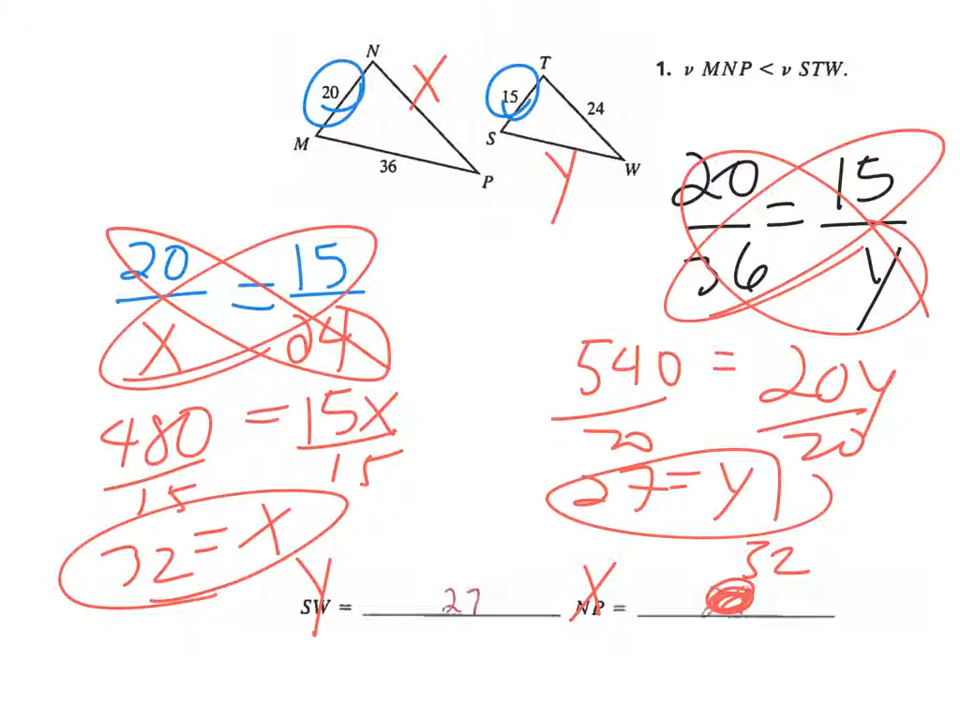 1. ν MNP < ν STW.
N
20
X
M
36
P
T
15
24
S
Y
W
20 = 15
36 Y
540 = 20Y
20 20
27 = Y
20 = 15
X 24
480 = 15X
15 15
32 = X
Y X 32
SW = 27 NP =